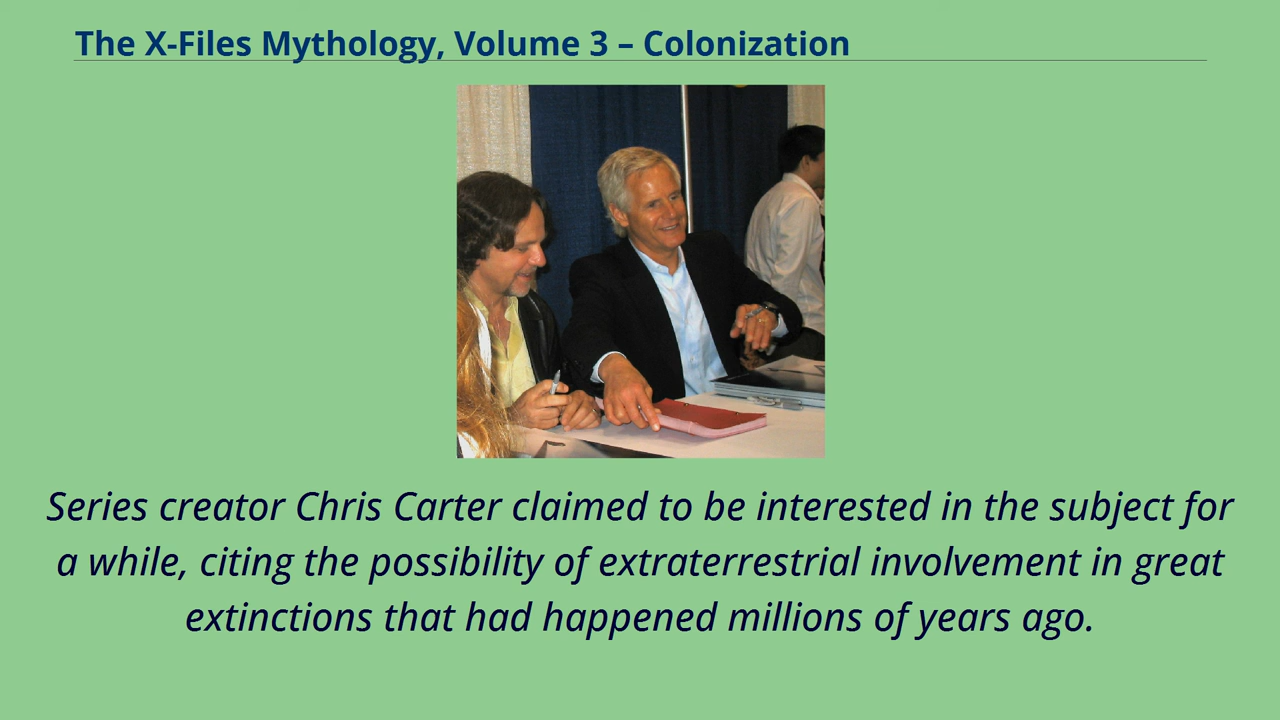 The X-Files Mythology, Volume 3 – Colonization
Series creator Chris Carter claimed to be interested in the subject for
a while, citing the possibility of extraterrestrial involvement in great
extinctions that had happened millions of years ago.